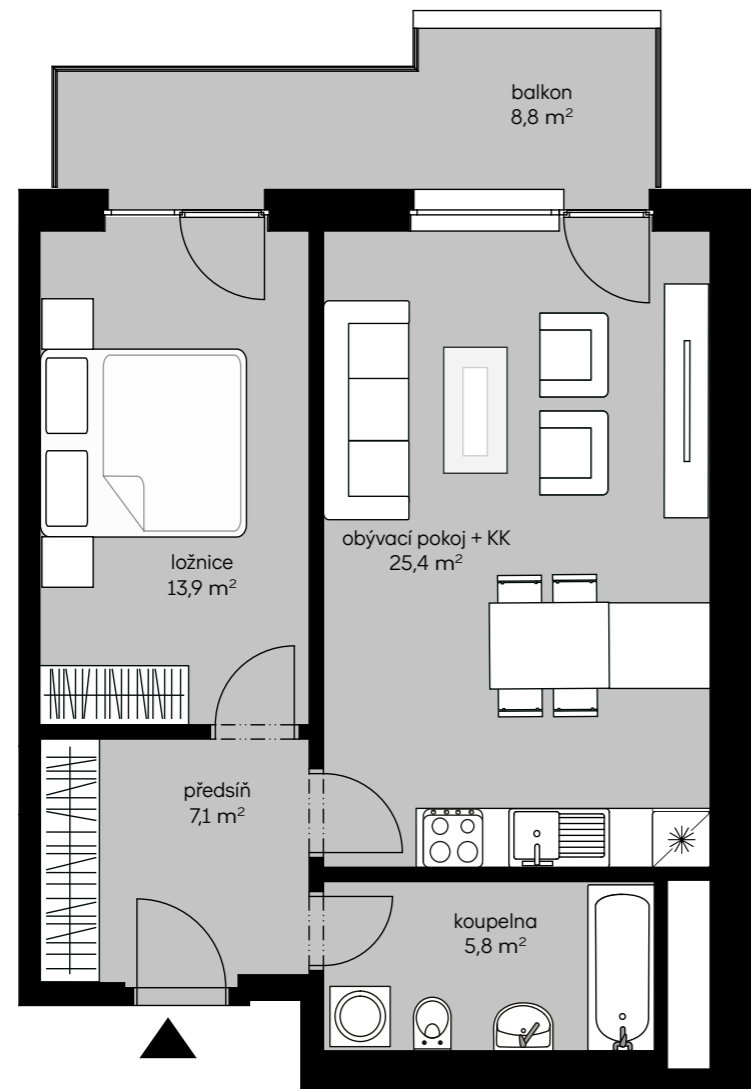 balkon
8,8 m²
obývací pokoj + KK
25,4 m²
ložnice
13,9 m²
předsíň
7,1 m²
koupelna
5,8 m²